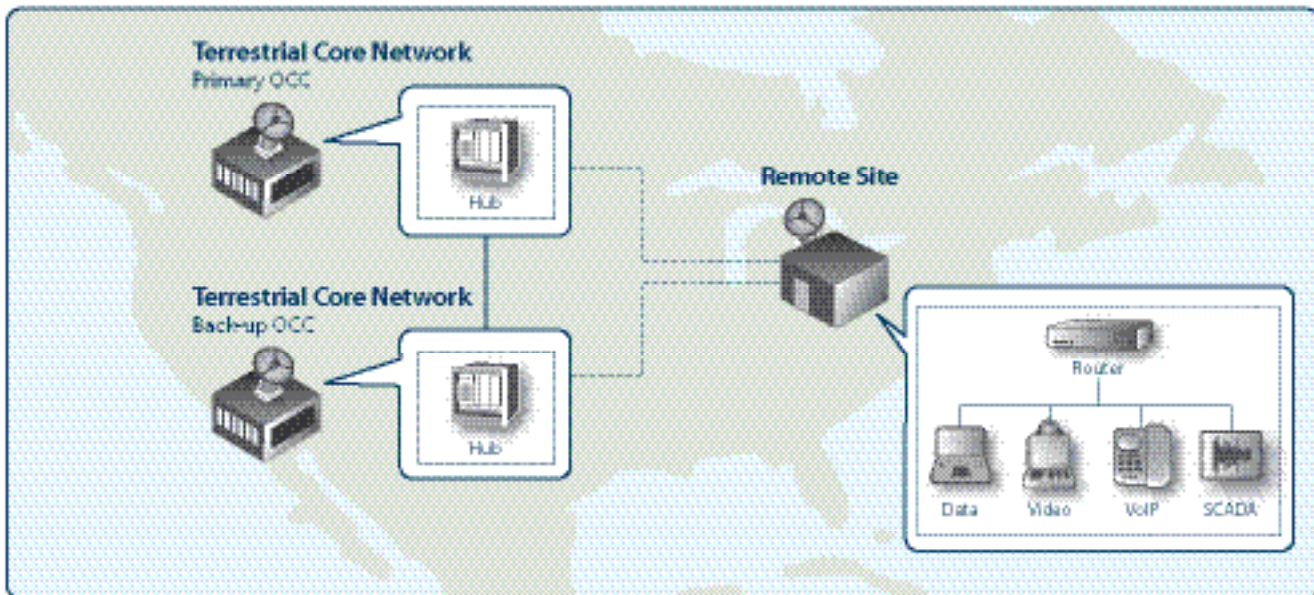 Terrestrial Core Network
Primary OCC
Hub
Remote Site
Terrestrial Core Network
Back-up OCC
Hub
Router
Data
Video
VoIP
SCADA